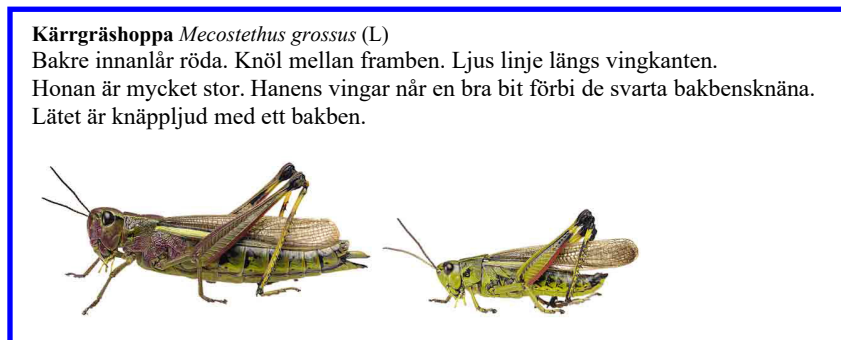 Kärrgräshoppa Mecostethus grossus (L)
Bakre innanlår röda. Knöl mellan framben. Ljus linje längs vingkanten.
Honan är mycket stor. Hanens vingar når en bra bit förbi de svarta bakbensknäna.
Lätet är knäppljud med ett bakben.